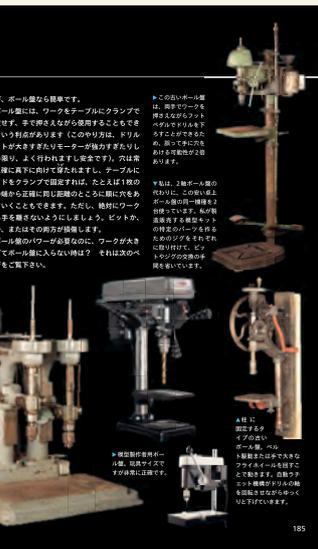 、ボール盤なら簡単です。
ール盤には、ワークをテーブルにクランプで
せず、手で押さえながら使用することもでき
いう利点があります（このやり方は、ドリル
トが大きすぎたりモーターが強力すぎたりし
限り、よく行われますし安全です）。穴は常
確に真下に向けて穿たれますし、テーブルに
ドをクランプで固定すれば、たとえば1枚の
端から正確に同じ距離のところに順に穴をあ
いくこともできます。ただし、絶対にワーク
手を離さないようにしましょう。ビットか、
、またはその両方が損傷します。
ール盤のパワーが必要なのに、ワークが大き
てボール盤に入らない時は？　それは次のペ
をご覧下さい。
▶この古いボール盤
は、両手でワークを
押さえながらフット
ペダルでドリルを下
ろすことができるた
め、誤って手に穴を
あける可能性が2倍
あります。
▼私は、2軸ボール盤の
代わりに、この安い卓上
ボール盤の同一機種を2
台使っています。私が製
造販売する模型キット
の特定のパーツを作る
ためのジグをそれぞれ
に取り付けて、ビッ
トやジグの交換の手
間を省いています。
▶模型製作者用ボー
ル盤。玩具サイズで
すが非常に正確です。
▲柱に
固定するタ
イプの古い
ボール盤。ベル
ト駆動または手で大きな
フライホイールを回すこ
とで動きます。自動ラチ
ェット機構がドリルの軸
を回転させながらゆっく
りと下げていきます。
185